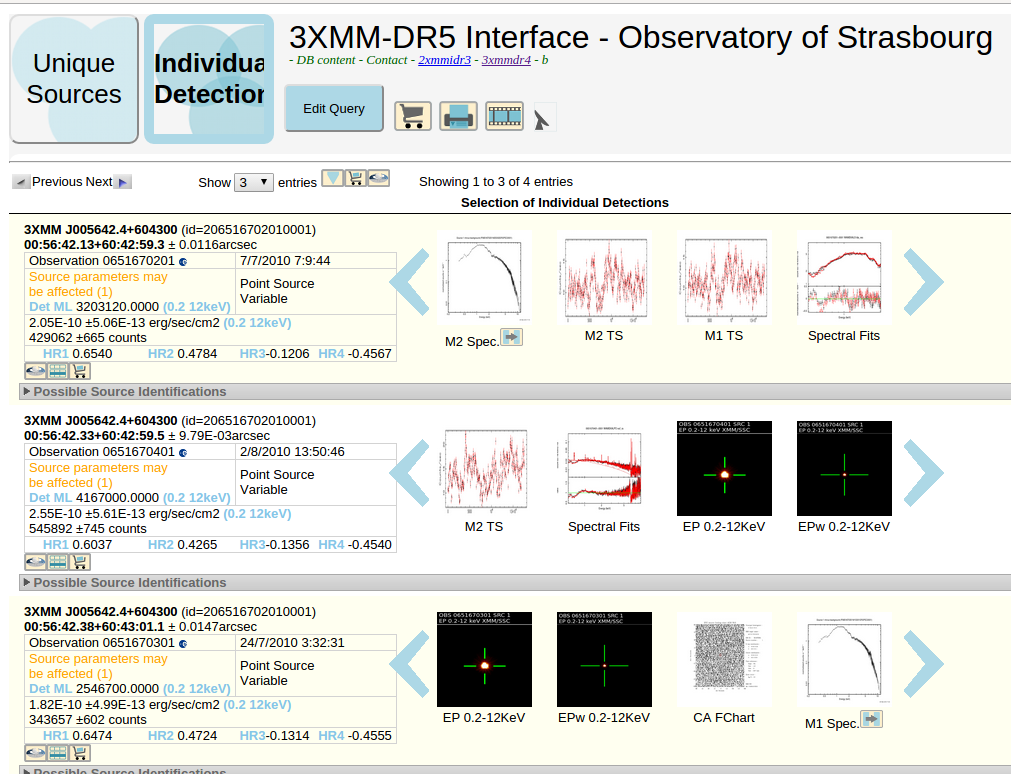 Unique
Sources
Individua
Detection
3XMM-DR5 Interface - Observatory of Strasbourg
- DB content - Contact - 2xmmidr3 - 3xmmdr4 - b
Edit Query
Previous Next
Show 3 entries
Showing 1 to 3 of 4 entries
Selection of Individual Detections
3XMM J005642.4+604300 (id=206516702010001)
00:56:42.13+60:42:59.3 ± 0.0116arcsec
Observation 0651670201
7/7/2010 7:9:44
Source parameters may
be affected (1)
Det ML 3203120.0000 (0.2 12keV)
Point Source
Variable
2.05E-10 ±5.06E-13 erg/sec/cm2 (0.2 12keV)
429062 ±665 counts
HR1 0.6540 HR2 0.4784 HR3-0.1206 HR4 -0.4567
M2 Spec.
M2 TS
M1 TS
Spectral Fits
Possible Source Identifications
3XMM J005642.4+604300 (id=206516702010001)
00:56:42.33+60:42:59.5 ± 9.79E-03arcsec
Observation 0651670401
2/8/2010 13:50:46
Source parameters may
be affected (1)
Det ML 4167000.0000 (0.2 12keV)
Point Source
Variable
2.55E-10 ±5.61E-13 erg/sec/cm2 (0.2 12keV)
545892 ±745 counts
HR1 0.6037 HR2 0.4265 HR3-0.1356 HR4 -0.4540
M2 TS
Spectral Fits
OBS 0651670401 SRC 1
EP 0.2-12 keV XMM/SSC
EP 0.2-12KeV
OBS 0651670401 SRC 1
EP 0.2-12 keV XMM/SSC
EPw 0.2-12KeV
Possible Source Identifications
3XMM J005642.4+604300 (id=206516702010001)
00:56:42.38+60:43:01.1 ± 0.0147arcsec
Observation 0651670301
24/7/2010 3:32:31
Source parameters may
be affected (1)
Det ML 2546700.0000 (0.2 12keV)
Point Source
Variable
1.82E-10 ±4.99E-13 erg/sec/cm2 (0.2 12keV)
343657 ±602 counts
HR1 0.6474 HR2 0.4724 HR3-0.1314 HR4 -0.4555
OBS 0651670301 SRC 1
EP 0.2-12 keV XMM/SSC
EP 0.2-12KeV
OBS 0651670301 SRC 1
EP 0.2-12 keV XMM/SSC
EPw 0.2-12KeV
CA FChart
M1 Spec.
Possible Source Identifications